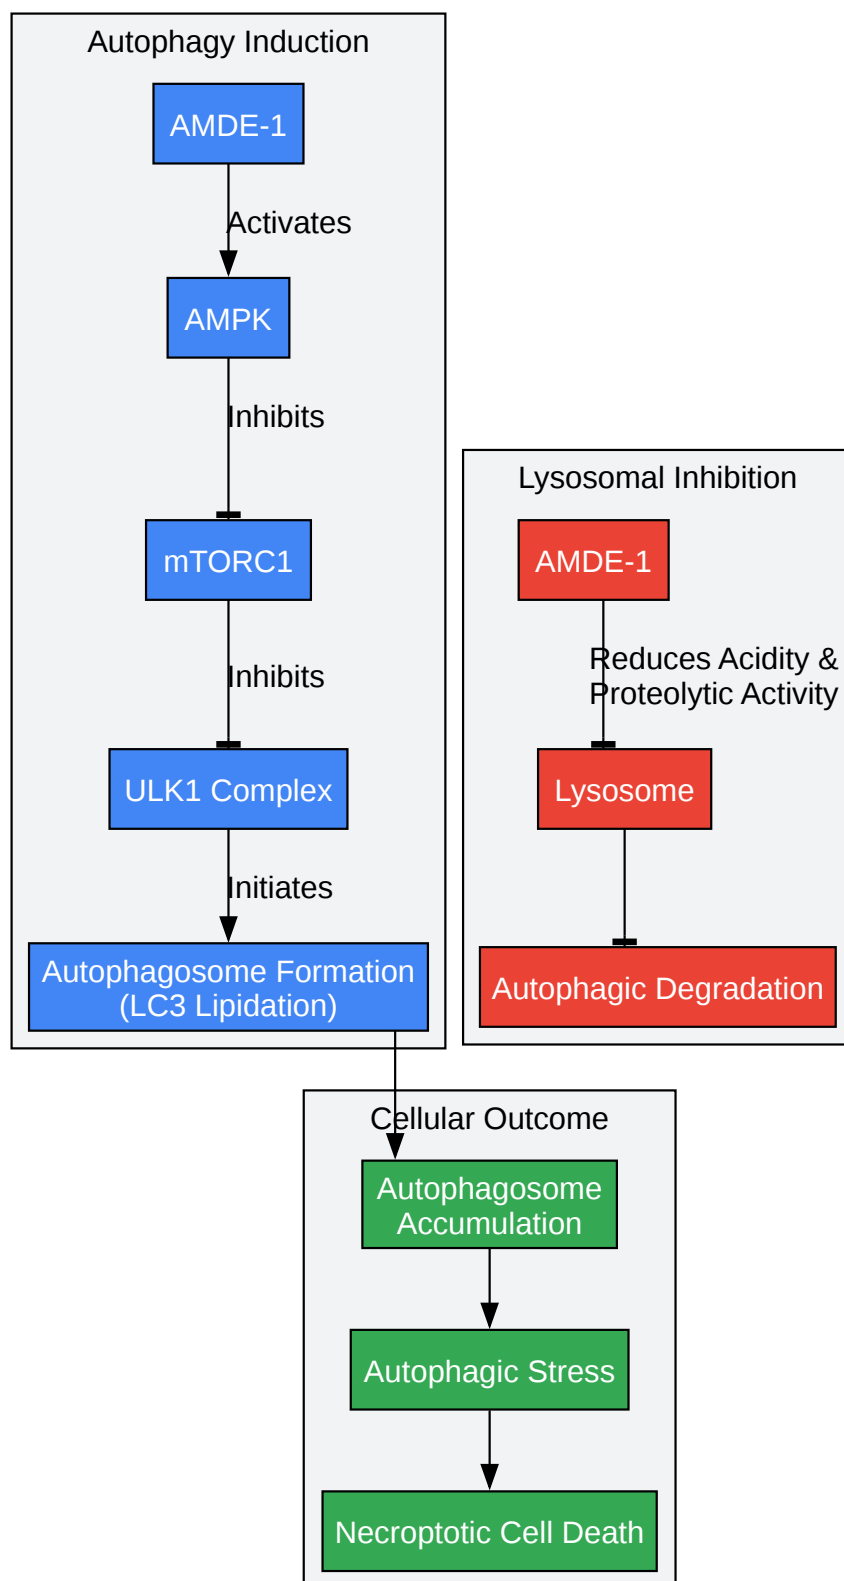 Autophagy Induction
AMDE-1
Activates
AMPK
Inhibits
mTORC1
Inhibits
ULK1 Complex
Initiates
Autophagosome Formation
(LC3 Lipidation)
Lysosomal Inhibition
AMDE-1
Reduces Acidity &
Proteolytic Activity
Lysosome
Autophagic Degradation
Cellular Outcome
Autophagosome
Accumulation
Autophagic Stress
Necroptotic Cell Death